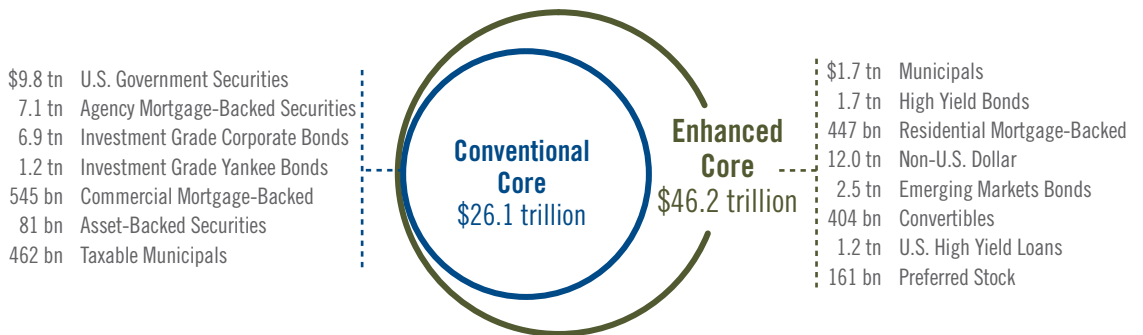 $9.8 tn U.S. Government Securities
7.1 tn Agency Mortgage-Backed Securities
6.9 tn Investment Grade Corporate Bonds
1.2 tn Investment Grade Yankee Bonds
545 bn Commercial Mortgage-Backed
81 bn Asset-Backed Securities
462 bn Taxable Municipals
Conventional
Core
$26.1 trillion
Enhanced
Core
$46.2 trillion
$1.7 tn Municipals
1.7 tn High Yield Bonds
447 bn Residential Mortgage-Backed
12.0 tn Non-U.S. Dollar
2.5 tn Emerging Markets Bonds
404 bn Convertibles
1.2 tn U.S. High Yield Loans
161 bn Preferred Stock